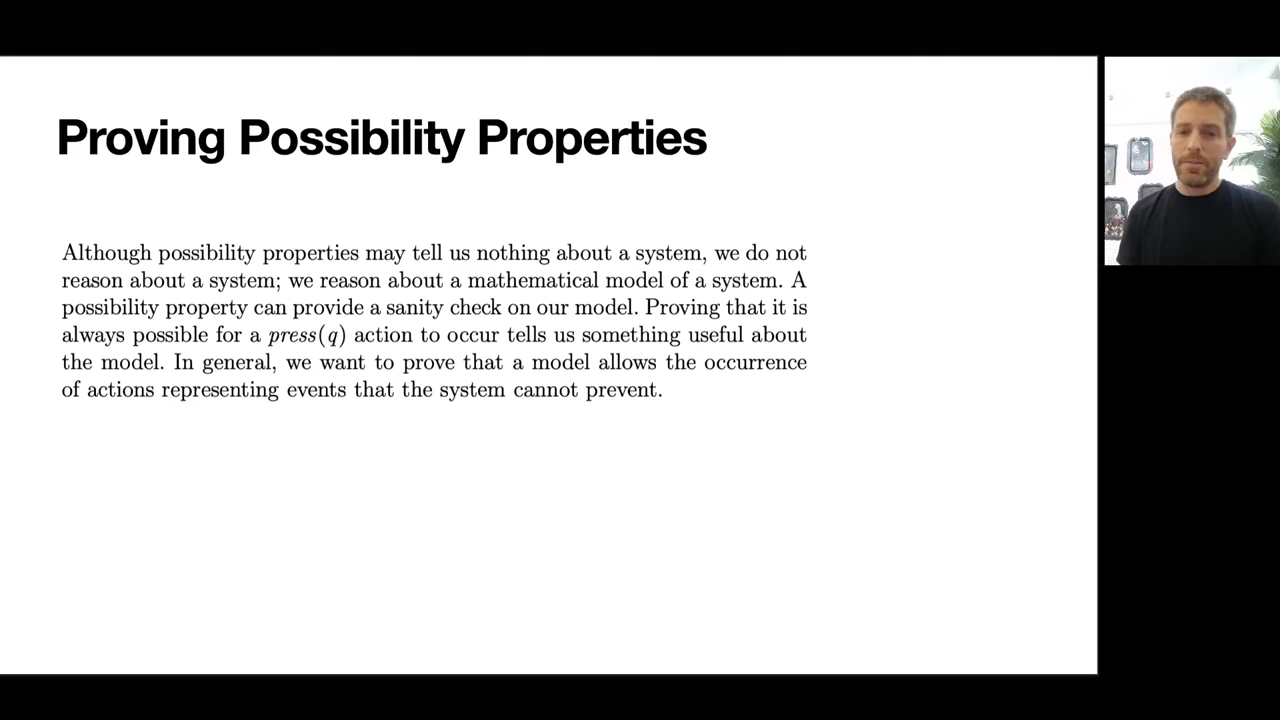 Proving Possibility Properties
Although possibility properties may tell us nothing about a system, we do not
reason about a system; we reason about a mathematical model of a system. A
possibility property can provide a sanity check on our model. Proving that it is
always possible for a press(q) action to occur tells us something useful about
the model. In general, we want to prove that a model allows the occurrence
of actions representing events that the system cannot prevent.